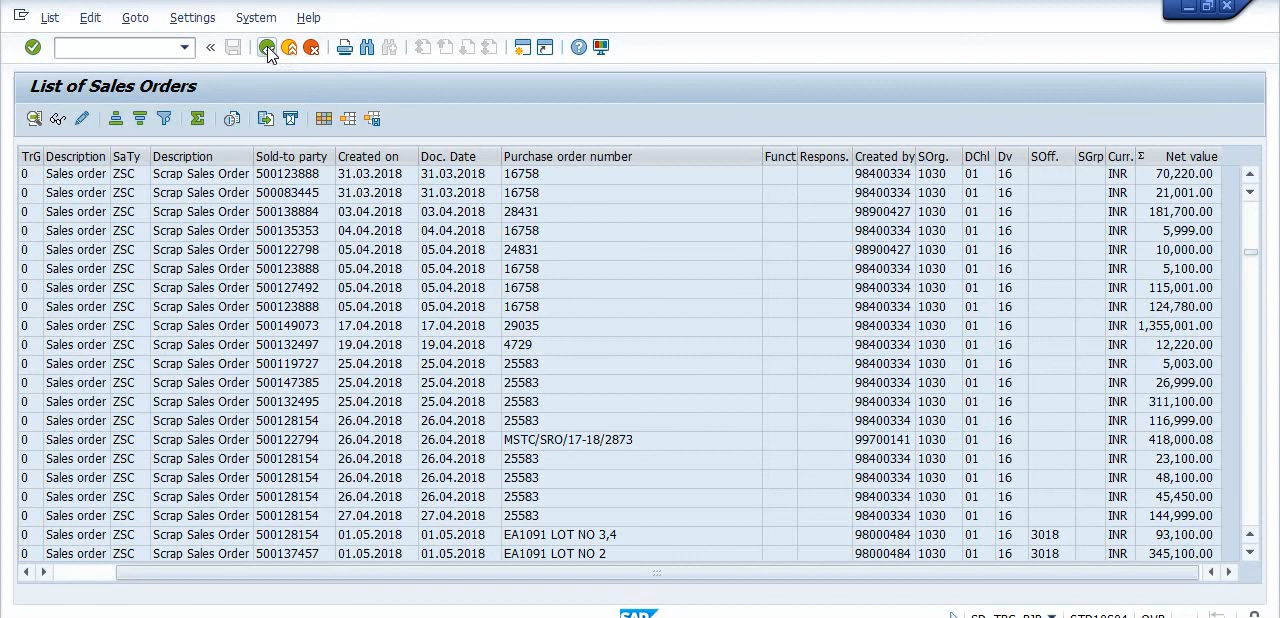 List Edit Goto Settings System Help
List of Sales Orders
TrG Description SaTy Description Sold-to party Created on Doc. Date Purchase order number Funct Respons. Created by SOrg. DChl Dv SOff. SGrp Curr. Σ Net value
0 Sales order ZSC Scrap Sales Order 500123888 31.03.2018 31.03.2018 16758 98400334 1030 01 16 INR 70,220.00
0 Sales order ZSC Scrap Sales Order 500083445 31.03.2018 31.03.2018 16758 98400334 1030 01 16 INR 21,001.00
0 Sales order ZSC Scrap Sales Order 500138884 03.04.2018 03.04.2018 28431 98900427 1030 01 16 INR 181,700.00
0 Sales order ZSC Scrap Sales Order 500135353 04.04.2018 04.04.2018 16758 98400334 1030 01 16 INR 5,999.00
0 Sales order ZSC Scrap Sales Order 500122798 05.04.2018 05.04.2018 24831 98900427 1030 01 16 INR 10,000.00
0 Sales order ZSC Scrap Sales Order 500123888 05.04.2018 05.04.2018 16758 98400334 1030 01 16 INR 5,100.00
0 Sales order ZSC Scrap Sales Order 500127492 05.04.2018 05.04.2018 16758 98400334 1030 01 16 INR 115,001.00
0 Sales order ZSC Scrap Sales Order 500123888 05.04.2018 05.04.2018 16758 98400334 1030 01 16 INR 124,780.00
0 Sales order ZSC Scrap Sales Order 500149073 17.04.2018 17.04.2018 29035 98400334 1030 01 16 INR 1,355,001.00
0 Sales order ZSC Scrap Sales Order 500132497 19.04.2018 19.04.2018 4729 98400334 1030 01 16 INR 12,220.00
0 Sales order ZSC Scrap Sales Order 500119727 25.04.2018 25.04.2018 25583 98400334 1030 01 16 INR 5,003.00
0 Sales order ZSC Scrap Sales Order 500147385 25.04.2018 25.04.2018 25583 98400334 1030 01 16 INR 26,999.00
0 Sales order ZSC Scrap Sales Order 500132495 25.04.2018 25.04.2018 25583 98400334 1030 01 16 INR 311,100.00
0 Sales order ZSC Scrap Sales Order 500128154 26.04.2018 26.04.2018 25583 98400334 1030 01 16 INR 116,999.00
0 Sales order ZSC Scrap Sales Order 500122794 26.04.2018 26.04.2018 MSTC/SRO/17-18/2873 99700141 1030 01 16 INR 418,000.08
0 Sales order ZSC Scrap Sales Order 500128154 26.04.2018 26.04.2018 25583 98400334 1030 01 16 INR 23,100.00
0 Sales order ZSC Scrap Sales Order 500128154 26.04.2018 26.04.2018 25583 98400334 1030 01 16 INR 48,100.00
0 Sales order ZSC Scrap Sales Order 500128154 26.04.2018 26.04.2018 25583 98400334 1030 01 16 INR 45,450.00
0 Sales order ZSC Scrap Sales Order 500128154 27.04.2018 27.04.2018 25583 98400334 1030 01 16 INR 144,999.00
0 Sales order ZSC Scrap Sales Order 500128154 01.05.2018 01.05.2018 EA1091 LOT NO 3,4 98000484 1030 01 16 3018 INR 93,100.00
0 Sales order ZSC Scrap Sales Order 500137457 01.05.2018 01.05.2018 EA1091 LOT NO 2 98000484 1030 01 16 3018 INR 345,100.00
SAP